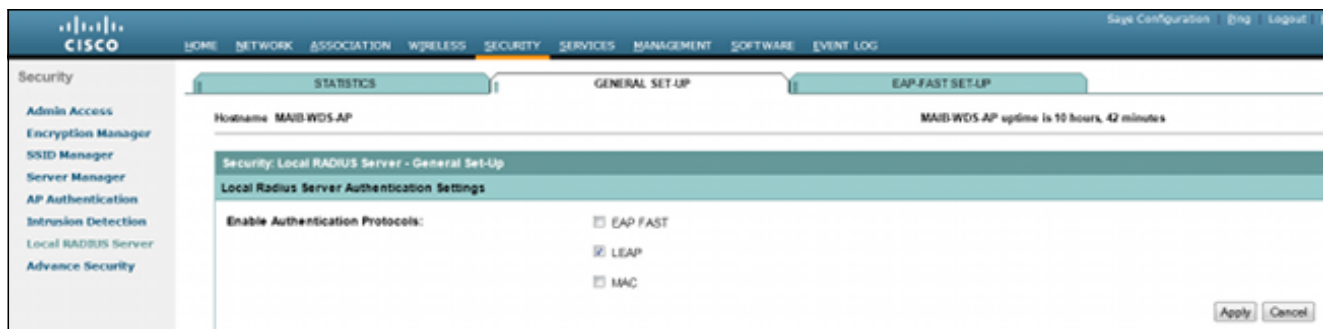 Save Configuration | Ping | Logout
CISCO
HOME NETWORK ASSOCIATION WIRELESS SECURITY SERVICES MANAGEMENT SOFTWARE EVENT LOG
Security
STATISTICS
GENERAL SET-UP
EAP-FAST SET-UP
Admin Access
Encryption Manager
SSID Manager
Server Manager
AP Authentication
Intrusion Detection
Local RADIUS Server
Advance Security
Hostname MAIB-WDS-AP
MAIB-WDS-AP uptime is 10 hours, 42 minutes
Security: Local RADIUS Server - General Set-Up
Local Radius Server Authentication Settings
Enable Authentication Protocols:
EAP FAST
LEAP
MAC
Apply Cancel